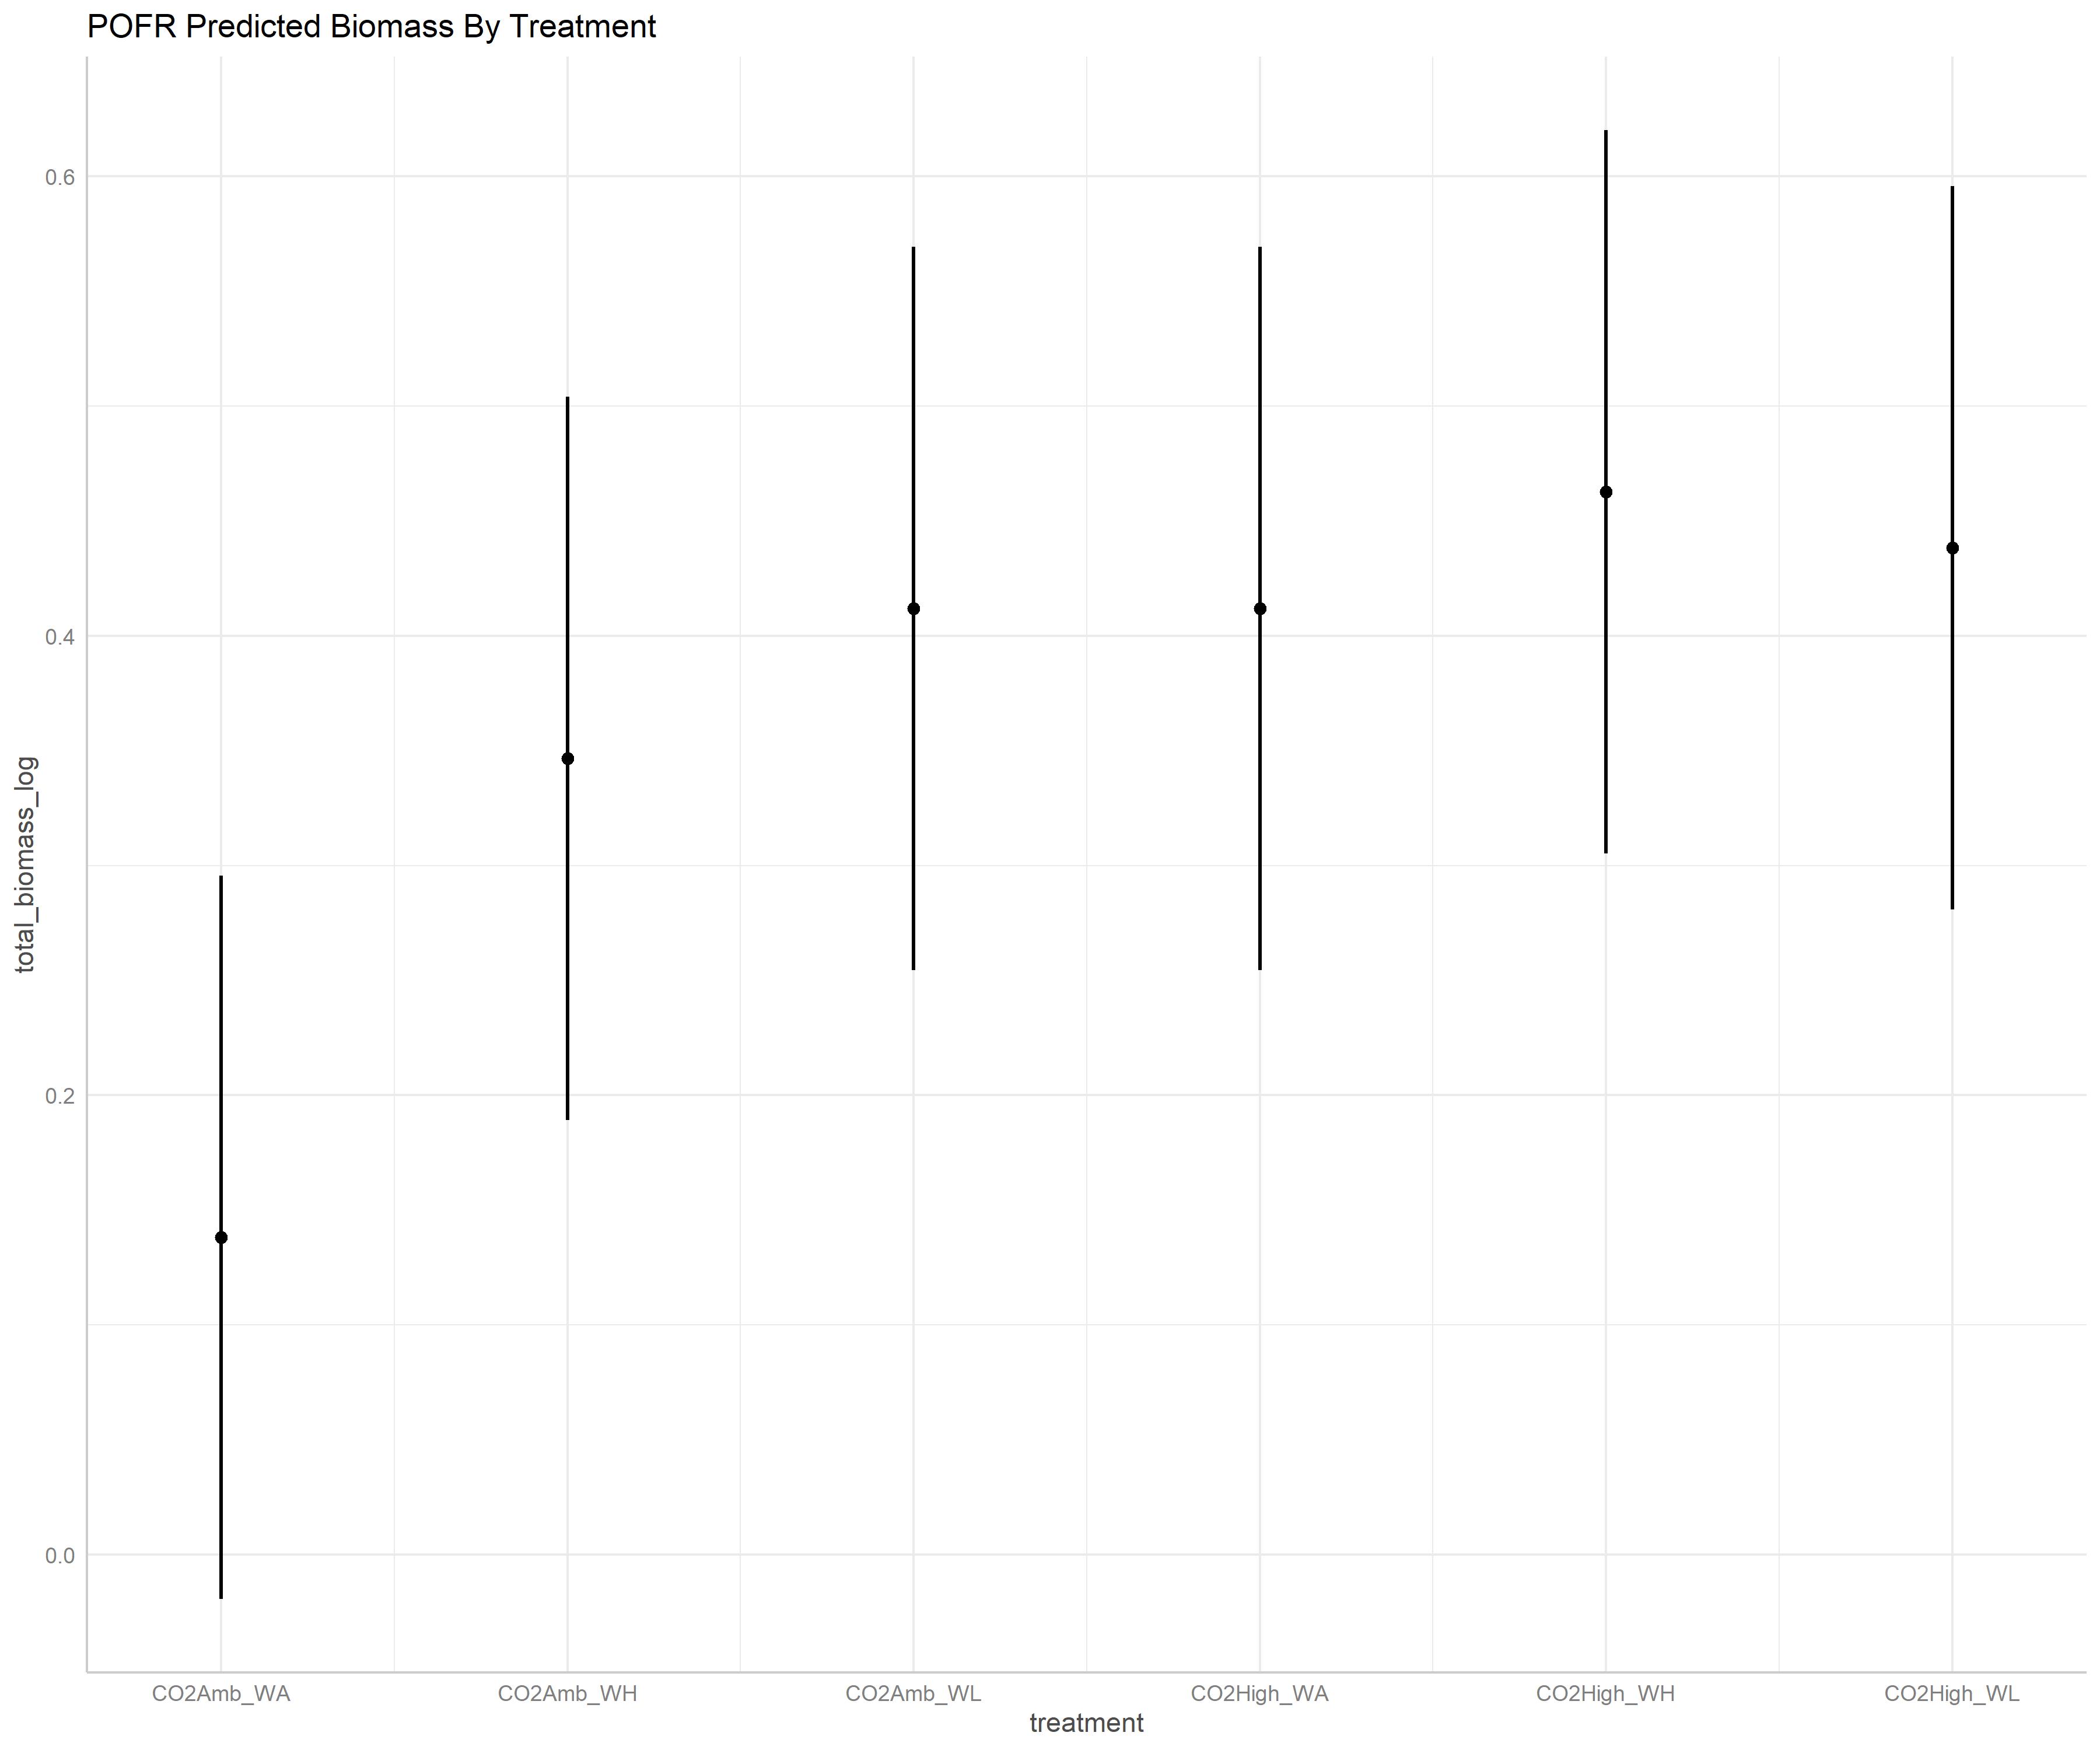 POFR Predicted Biomass By Treatment
total_biomass_log
0.6
0.4
0.2
0.0
CO2Amb_WA CO2Amb_WH CO2Amb_WL CO2High_WA CO2High_WH CO2High_WL
treatment